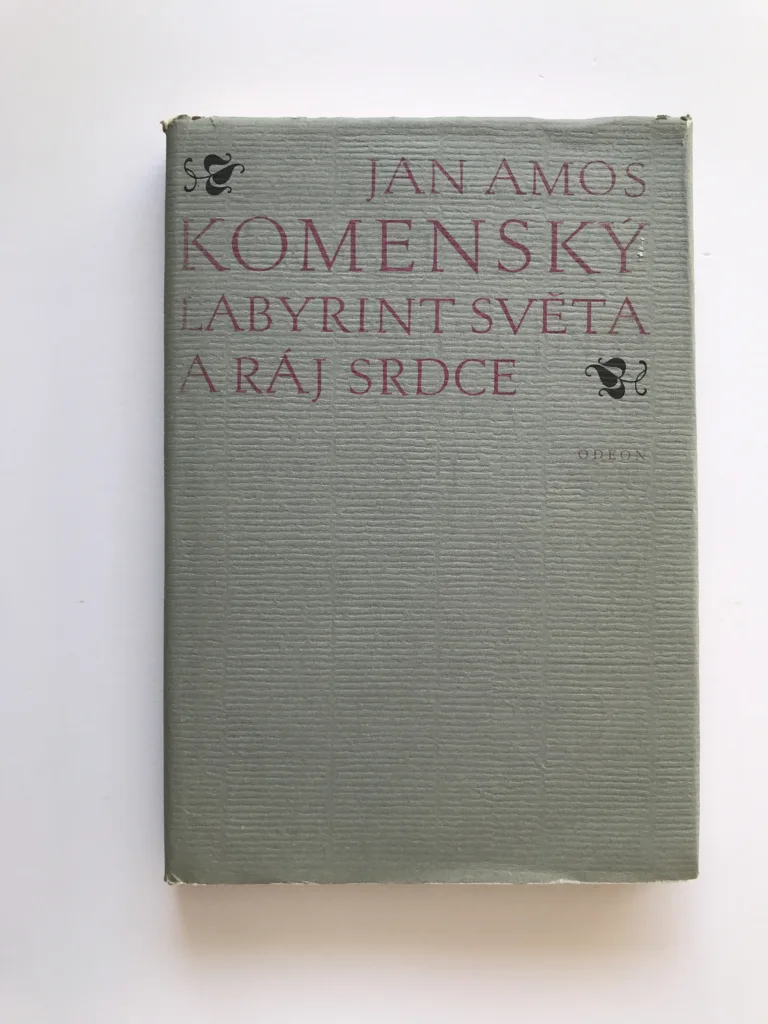 JAN AMOS
KOMENSKÝ
LABYRINT SVĚTA
A RÁJ SRDCE
ODEON